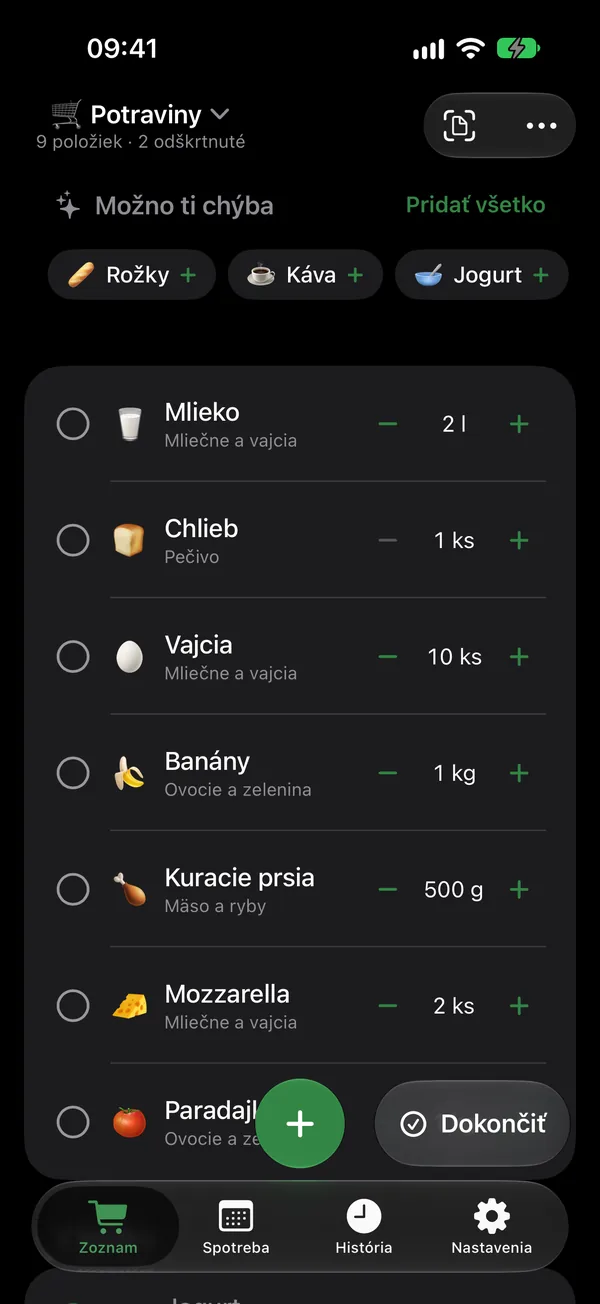 09:41
Potraviny
9 položiek · 2 odškrtnuté
Možno ti chýba
Pridať všetko
Rožky +
Káva +
Jogurt +
Mlieko
Mliečne a vajcia
− 2 l +
Chlieb
Pečivo
− 1 ks +
Vajcia
Mliečne a vajcia
− 10 ks +
Banány
Ovocie a zelenina
− 1 kg +
Kuracie prsia
Mäso a ryby
− 500 g +
Mozzarella
Mliečne a vajcia
− 2 ks +
Ovocie a
+
Dokončiť
Zoznam
Spotreba
História
Nastavenia